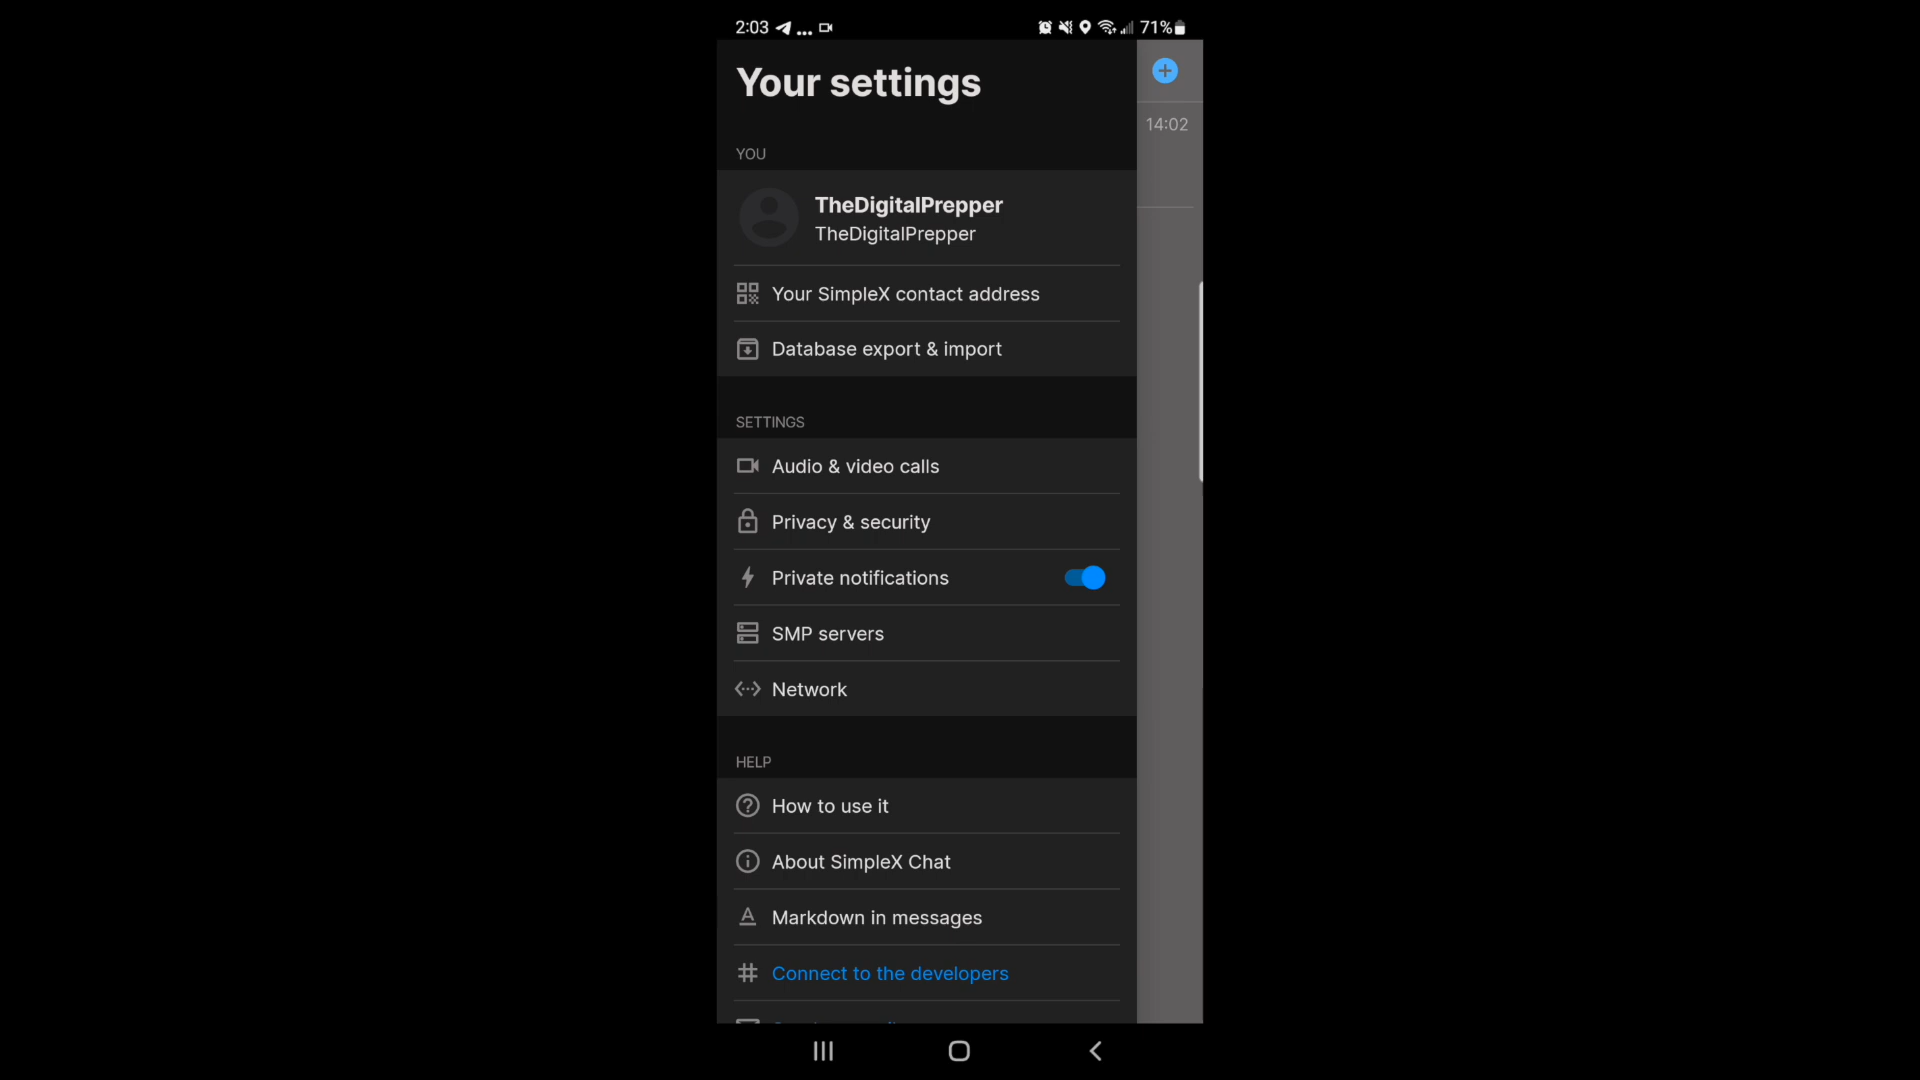 2:03 ... 71%
Your settings
14:02
YOU
TheDigitalPrepper
TheDigitalPrepper
Your SimpleX contact address
Database export & import
SETTINGS
Audio & video calls
Privacy & security
Private notifications
SMP servers
Network
HELP
How to use it
About SimpleX Chat
Markdown in messages
Connect to the developers